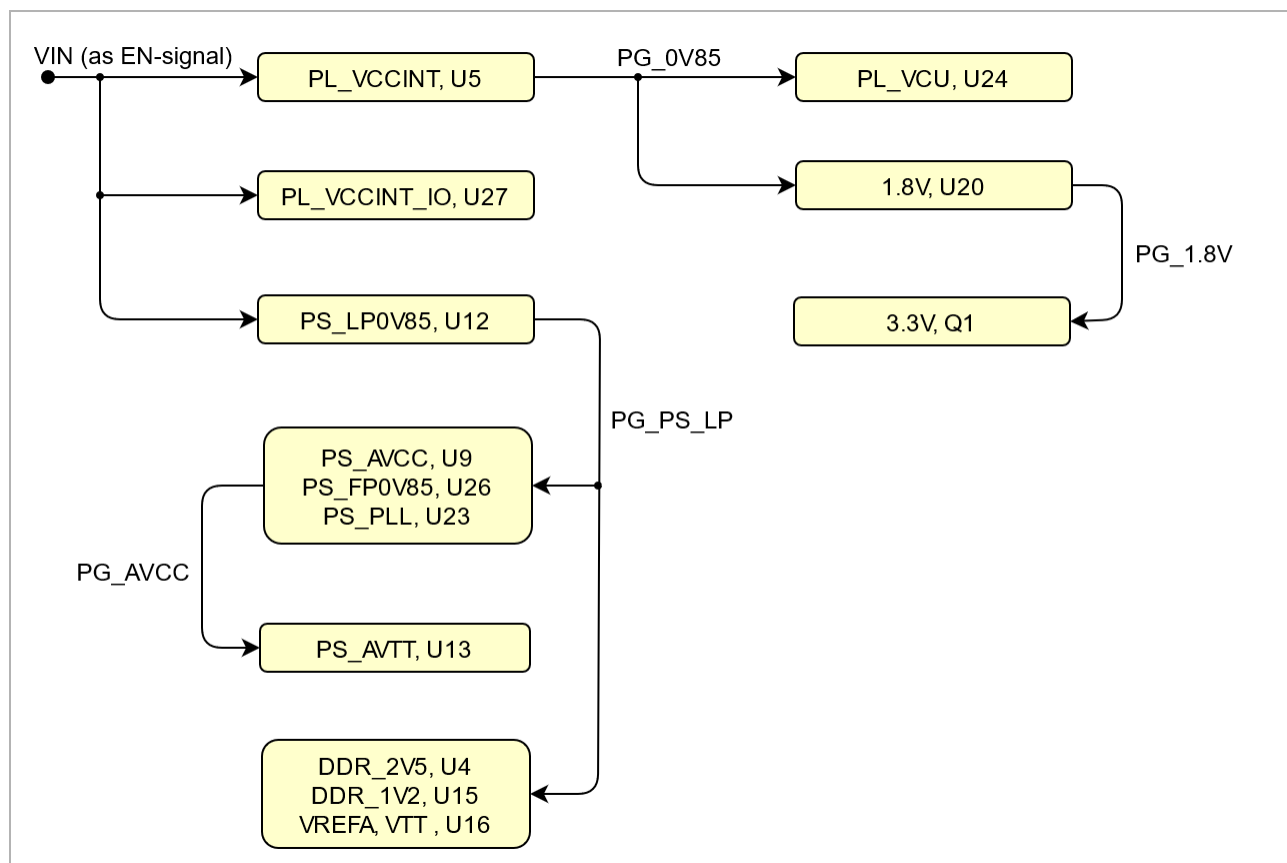 VIN (as EN-signal)
PL_VCCINT, U5
PG_0V85
PL_VCU, U24
PL_VCCINT_IO, U27
1.8V, U20
PG_1.8V
PS_LP0V85, U12
3.3V, Q1
PG_PS_LP
PS_AVCC, U9
PS_FP0V85, U26
PS_PLL, U23
PG_AVCC
PS_AVTT, U13
DDR_2V5, U4
DDR_1V2, U15
VREFA, VTT , U16